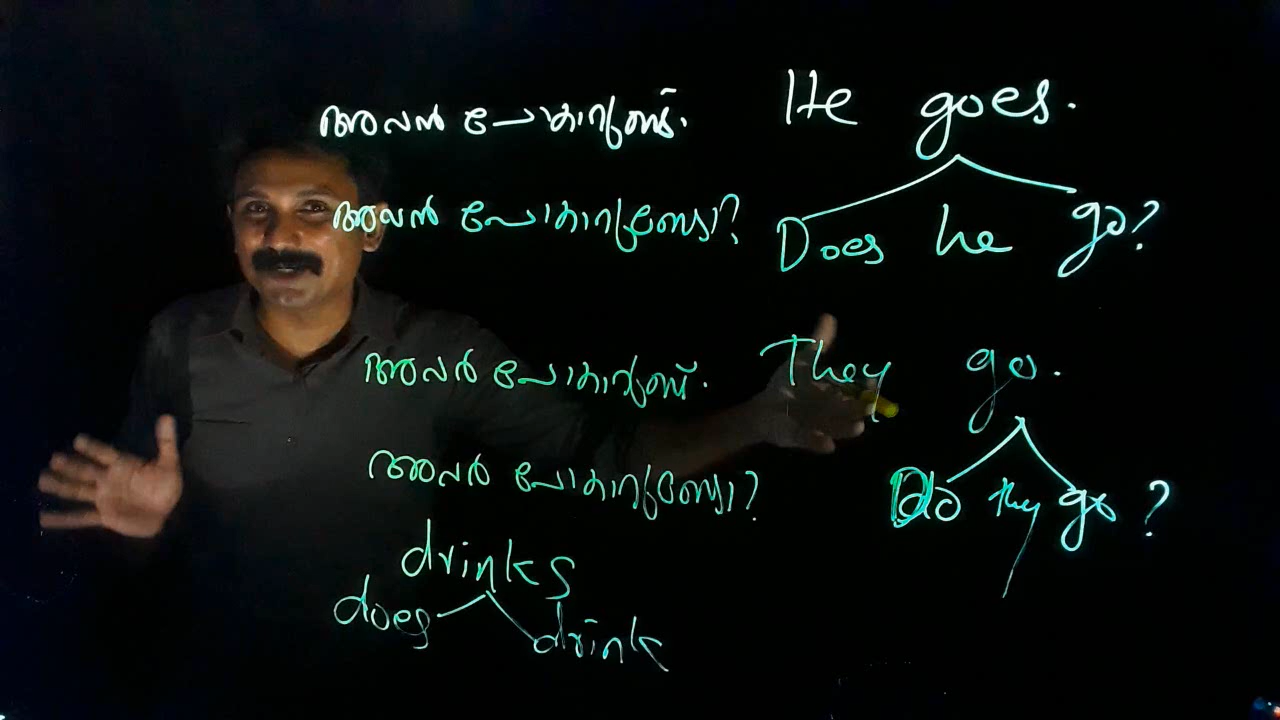 അവൻ പോകാറുണ്ട്. He goes.
അവൻ പോകാറുണ്ടോ? Does he go?
അവർ പോകാറുണ്ട്. They go.
അവർ പോകാറുണ്ടോ? Do they go?
drinks
does drink